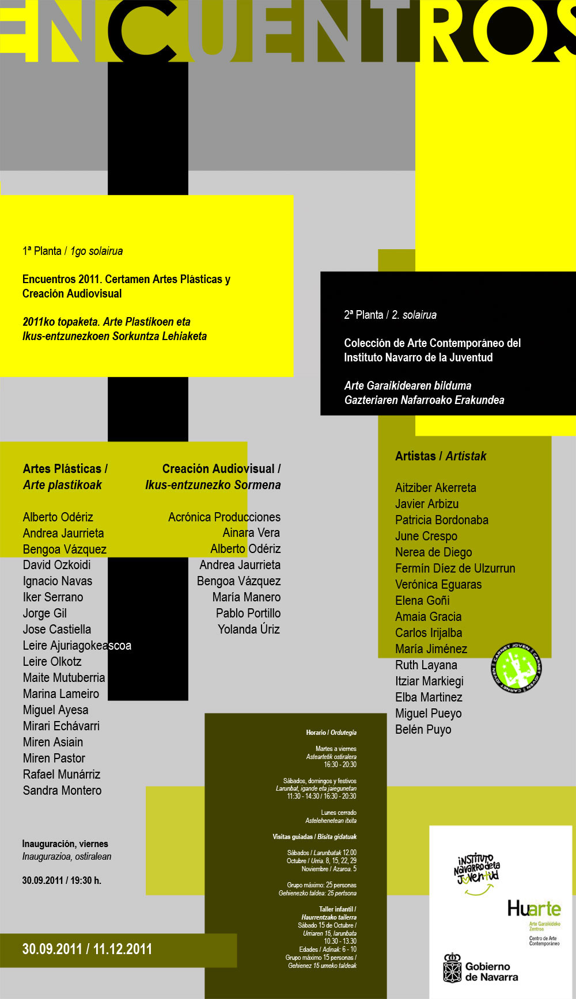 ENCUENTROS
1ª Planta / 1go solairua
Encuentros 2011. Certamen Artes Plásticas y
Creación Audiovisual
2011ko topaketa. Arte Plastikoen eta
Ikus-entzunezkoen Sorkuntza Lehiaketa
2ª Planta / 2. solairua
Colección de Arte Contemporáneo del
Instituto Navarro de la Juventud
Arte Garaikidearen bilduma
Gazteriaren Nafarroako Erakundea
Artes Plásticas /
Arte plastikoak
Alberto Odériz
Andrea Jaurrieta
Bengoa Vázquez
David Ozkoidi
Ignacio Navas
Iker Serrano
Jorge Gil
Jose Castiella
Leire Ajuriagokeascoa
Leire Olkotz
Maite Mutuberria
Marina Lameiro
Miguel Ayesa
Mirari Echávarri
Miren Asiain
Miren Pastor
Rafael Munárriz
Sandra Montero
Creación Audiovisual /
Ikus-entzunezko Sormena
Acrónica Producciones
Ainara Vera
Alberto Odériz
Andrea Jaurrieta
Bengoa Vázquez
María Manero
Pablo Portillo
Yolanda Úriz
Artistas / Artistak
Aitziber Akerreta
Javier Arbizu
Patricia Bordonaba
June Crespo
Nerea de Diego
Fermín Díez de Ulzurrun
Verónica Eguaras
Elena Goñi
Amaia Gracia
Carlos Irijalba
María Jiménez
Ruth Layana
Itziar Markiegi
Elba Martinez
Miguel Pueyo
Belén Puyo
CARNET JOVEN CARNET JOVEN CARNET JOVEN
Inauguración, viernes
Inaugurazioa, ostiralean
30.09.2011 / 19:30 h.
30.09.2011 / 11.12.2011
Horario / Ordutegia
Martes a viernes
Asteartetik ostiralera
16:30 - 20:30
Sábados, domingos y festivos
Larunbat, igande eta jaiegunetan
11:30 - 14:30 / 16:30 - 20:30
Lunes cerrado
Astelehenetean itxita
Visitas guiadas / Bisita gidatuak
Sábados / Larunbatak 12.00
Octubre / Urria. 8, 15, 22, 29
Noviembre / Azaroa. 5
Grupo máximo: 25 personas
Gehienezko taldea: 25 pertsona
Taller infantil /
Haurrentzako tailerra
Sábado 15 de Octubre /
Urriaren 15, larunbata
10.30 - 13.30
Edades / Adinak: 6 - 10
Grupo máximo 15 personas /
Gehienez 15 umeko taldeak
iNSTiTUTO
NAVARRO de la
JuVeNTud
Huarte
Arte Garaikideko
Zentroa
Centro de Arte
Contemporáneo
Gobierno
de Navarra